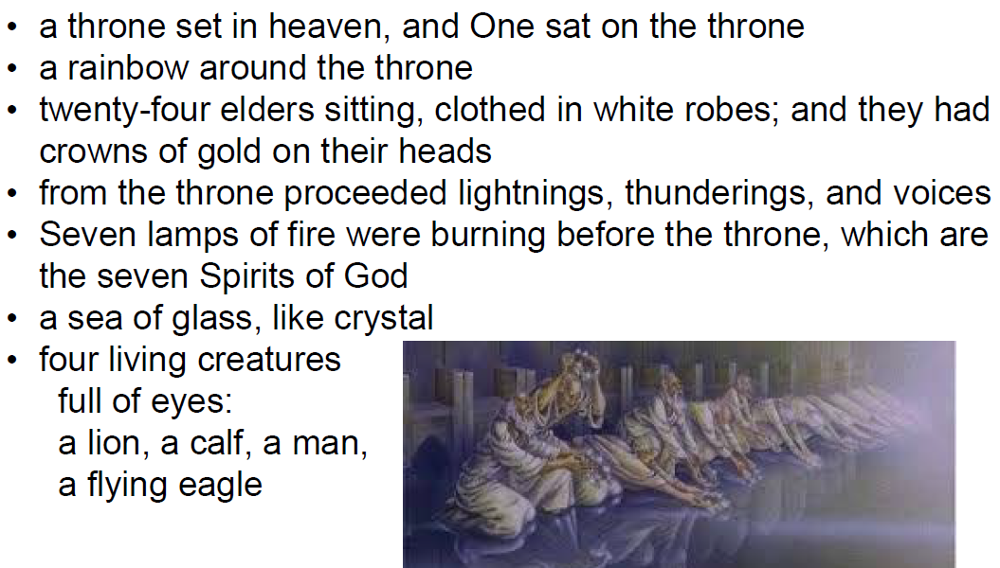 • a throne set in heaven, and One sat on the throne
• a rainbow around the throne
• twenty-four elders sitting, clothed in white robes; and they had
crowns of gold on their heads
• from the throne proceeded lightnings, thunderings, and voices
• Seven lamps of fire were burning before the throne, which are
the seven Spirits of God
• a sea of glass, like crystal
• four living creatures
full of eyes:
a lion, a calf, a man,
a flying eagle